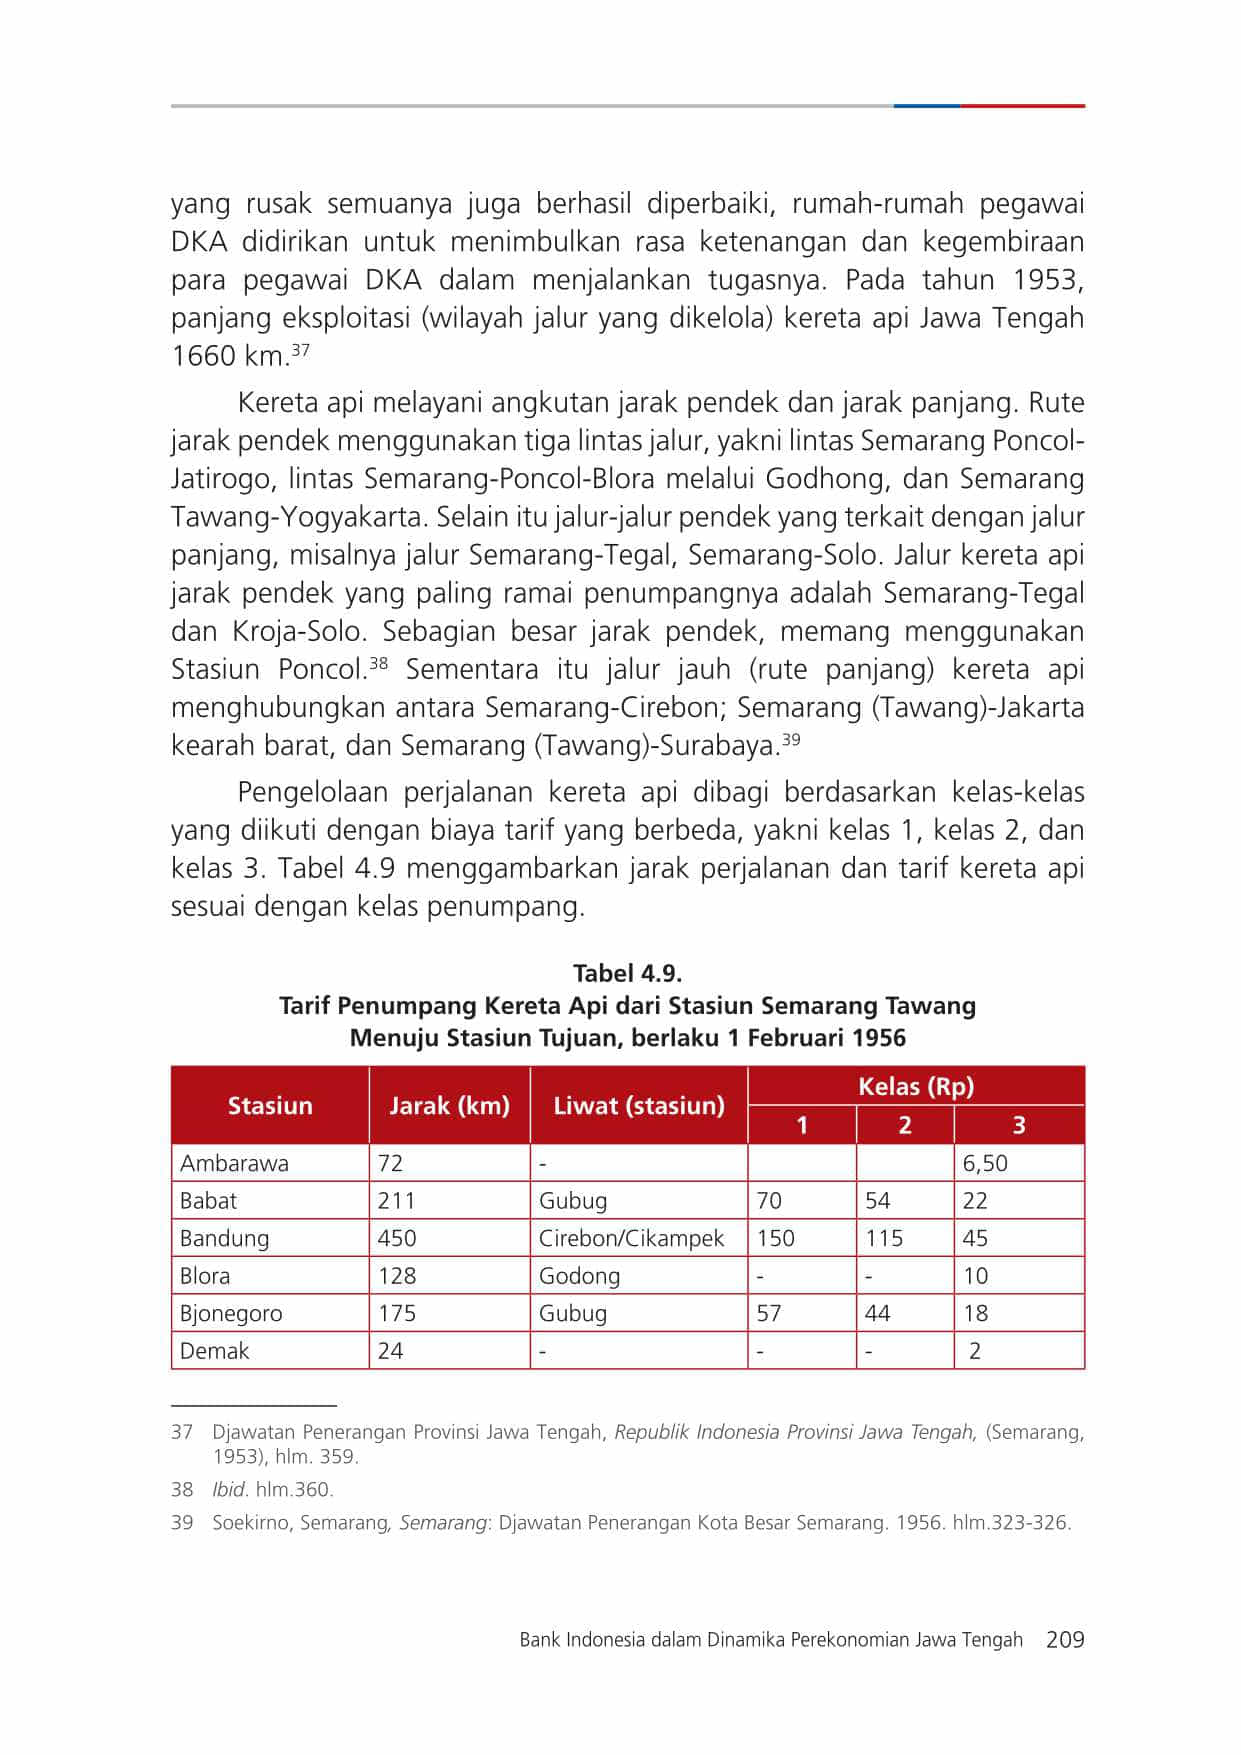 yang rusak semuanya juga berhasil diperbaiki, rumah-rumah pegawai
DKA didirikan untuk menimbulkan rasa ketenangan dan kegembiraan
para pegawai DKA dalam menjalankan tugasnya. Pada tahun 1953,
panjang eksploitasi (wilayah jalur yang dikelola) kereta api Jawa Tengah
1660 km.37
Kereta api melayani angkutan jarak pendek dan jarak panjang. Rute
jarak pendek menggunakan tiga lintas jalur, yakni lintas Semarang Poncol-
Jatirogo, lintas Semarang-Poncol-Blora melalui Godhong, dan Semarang
Tawang-Yogyakarta. Selain itu jalur-jalur pendek yang terkait dengan jalur
panjang, misalnya jalur Semarang-Tegal, Semarang-Solo. Jalur kereta api
jarak pendek yang paling ramai penumpangnya adalah Semarang-Tegal
dan Kroja-Solo. Sebagian besar jarak pendek, memang menggunakan
Stasiun Poncol.38 Sementara itu jalur jauh (rute panjang) kereta api
menghubungkan antara Semarang-Cirebon; Semarang (Tawang)-Jakarta
kearah barat, dan Semarang (Tawang)-Surabaya.39
Pengelolaan perjalanan kereta api dibagi berdasarkan kelas-kelas
yang diikuti dengan biaya tarif yang berbeda, yakni kelas 1, kelas 2, dan
kelas 3. Tabel 4.9 menggambarkan jarak perjalanan dan tarif kereta api
sesuai dengan kelas penumpang.
Tabel 4.9.
Tarif Penumpang Kereta Api dari Stasiun Semarang Tawang
Menuju Stasiun Tujuan, berlaku 1 Februari 1956
Stasiun Jarak (km) Liwat (stasiun) Kelas (Rp)
1 2 3
Ambarawa 72 - 6,50
Babat 211 Gubug 70 54 22
Bandung 450 Cirebon/Cikampek 150 115 45
Blora 128 Godong - - 10
Bjonegoro 175 Gubug 57 44 18
Demak 24 - - - 2
37 Djawatan Penerangan Provinsi Jawa Tengah, Republik Indonesia Provinsi Jawa Tengah, (Semarang,
1953), hlm. 359.
38 Ibid. hlm.360.
39 Soekirno, Semarang, Semarang: Djawatan Penerangan Kota Besar Semarang. 1956. hlm.323-326.
Bank Indonesia dalam Dinamika Perekonomian Jawa Tengah 209